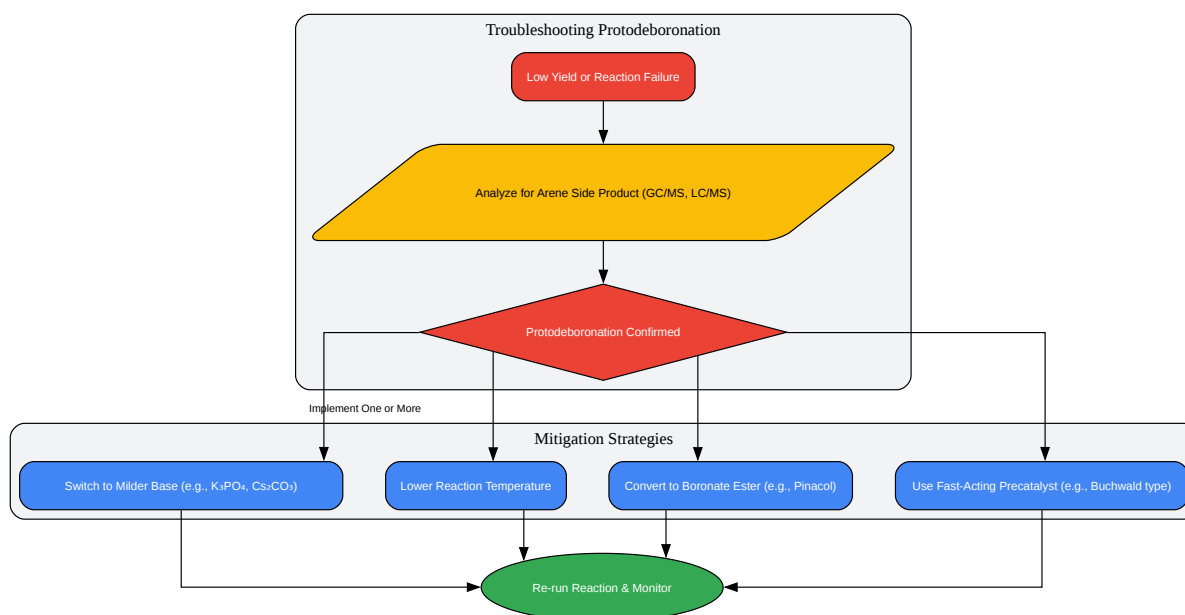 Troubleshooting Protodeboronation
Low Yield or Reaction Failure
Analyze for Arene Side Product (GC/MS, LC/MS)
Protodeboronation Confirmed
Implement One or More
Mitigation Strategies
Switch to Milder Base (e.g., K₃PO₄, Cs₂CO₃)
Lower Reaction Temperature
Convert to Boronate Ester (e.g., Pinacol)
Use Fast-Acting Precatalyst (e.g., Buchwald type)
Re-run Reaction & Monitor